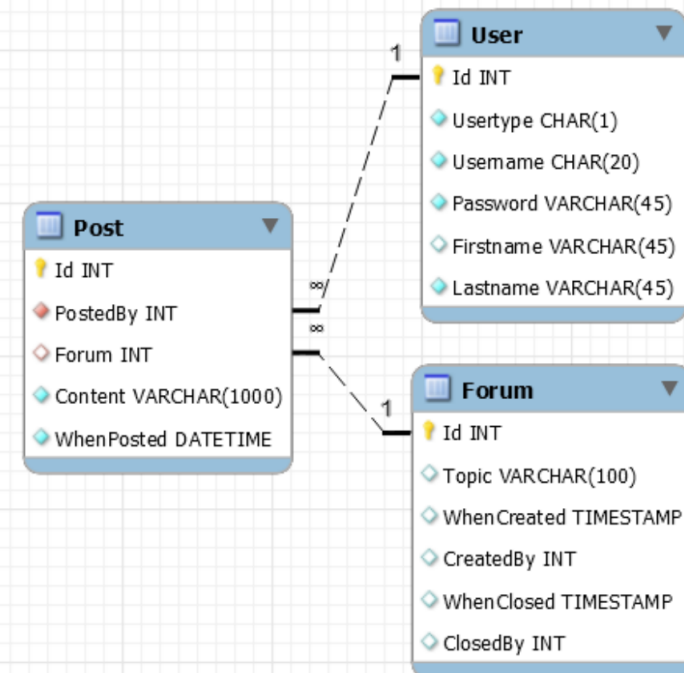 User
1
Id INT
Usertype CHAR(1)
Username CHAR(20)
Password VARCHAR(45)
Firstname VARCHAR(45)
Lastname VARCHAR(45)
Post
Id INT
PostedBy INT
Forum INT
Content VARCHAR(1000)
WhenPosted DATETIME
∞
∞
1
Forum
Id INT
Topic VARCHAR(100)
WhenCreated TIMESTAMP
CreatedBy INT
WhenClosed TIMESTAMP
ClosedBy INT